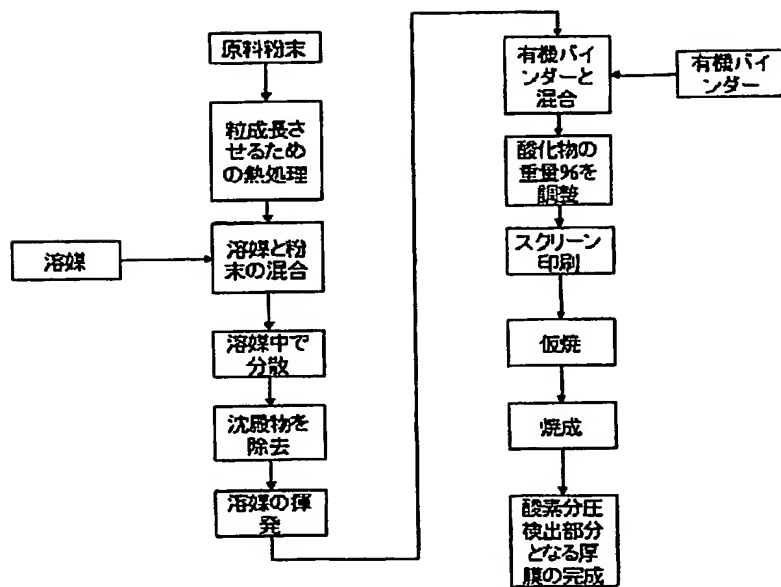 原料粉末
粒成長さ
せるため
の熱処理
溶媒
溶媒と粉
末の混合
溶媒中で
分散
沈殿物を
除去
溶媒の揮
発
有機バイ
ンダーと
混合
有機バイ
ンダー
酸化物の
重量%を
調整
スクリーン
印刷
仮焼
焼成
酸素分圧
検出部分
となる厚
膜の完成